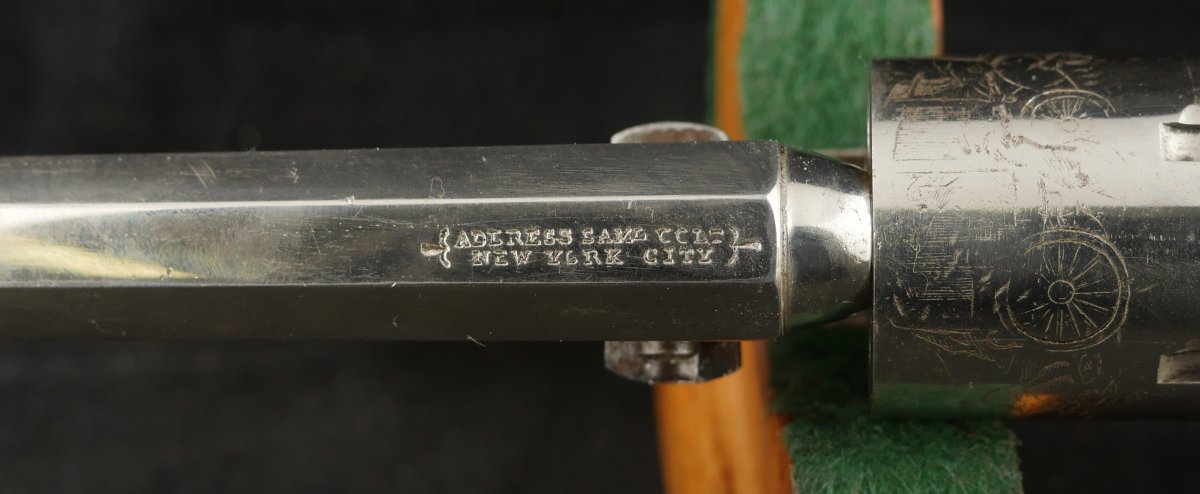 ADDRESS SAML COLT
NEW YORK CITY